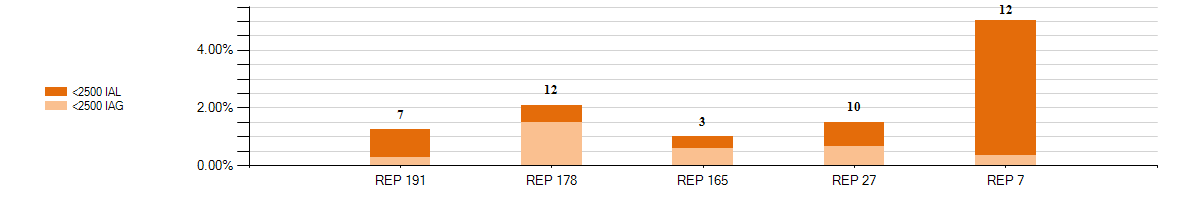 12
4.00%
<2500 IAL
12
<2500 IAG
2.00%
10
7
3
0.00%
REP 191
REP 178
REP 165
REP 27
REP 7